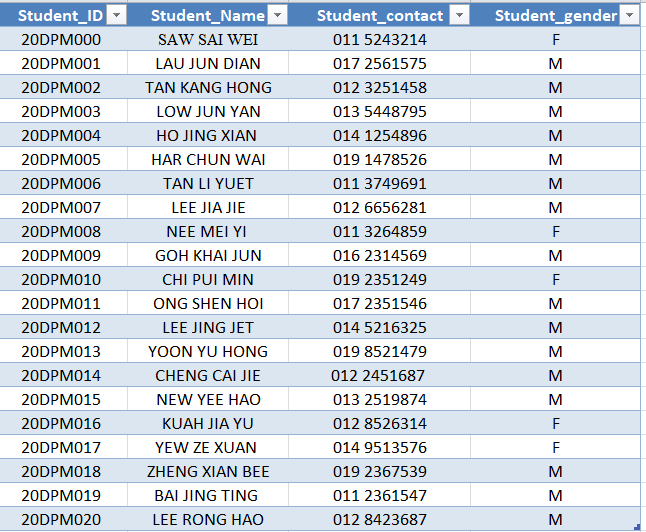 Student_ID Student_Name Student_contact Student_gender
20DPM000 SAW SAI WEI 011 5243214 F
20DPM001 LAU JUN DIAN 017 2561575 M
20DPM002 TAN KANG HONG 012 3251458 M
20DPM003 LOW JUN YAN 013 5448795 M
20DPM004 HO JING XIAN 014 1254896 M
20DPM005 HAR CHUN WAI 019 1478526 M
20DPM006 TAN LI YUET 011 3749691 M
20DPM007 LEE JIA JIE 012 6656281 M
20DPM008 NEE MEI YI 011 3264859 F
20DPM009 GOH KHAI JUN 016 2314569 M
20DPM010 CHI PUI MIN 019 2351249 F
20DPM011 ONG SHEN HOI 017 2351546 M
20DPM012 LEE JING JET 014 5216325 M
20DPM013 YOON YU HONG 019 8521479 M
20DPM014 CHENG CAI JIE 012 2451687 M
20DPM015 NEW YEE HAO 013 2519874 M
20DPM016 KUAH JIA YU 012 8526314 F
20DPM017 YEW ZE XUAN 014 9513576 F
20DPM018 ZHENG XIAN BEE 019 2367539 M
20DPM019 BAI JING TING 011 2361547 M
20DPM020 LEE RONG HAO 012 8423687 M